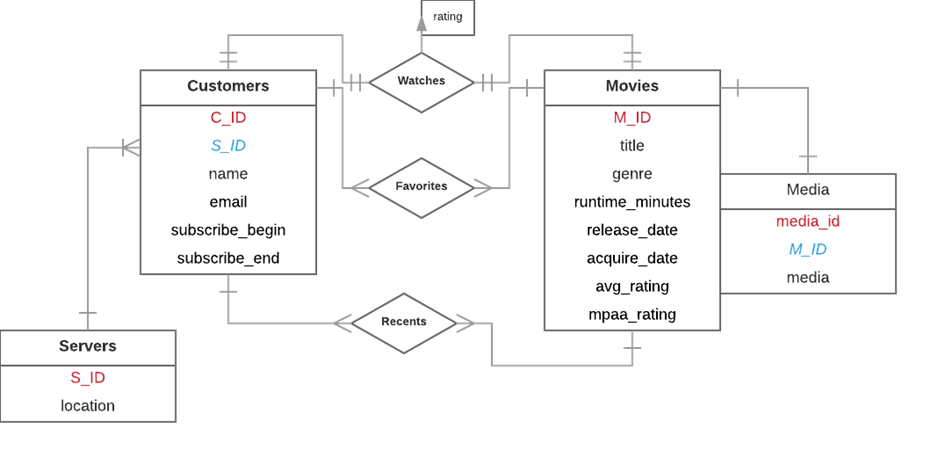 rating
Watches
Customers
C_ID
S_ID
name
email
subscribe_begin
subscribe_end
Favorites
Recents
Movies
M_ID
title
genre
runtime_minutes
release_date
acquire_date
avg_rating
mpaa_rating
Media
media_id
M_ID
media
Servers
S_ID
location